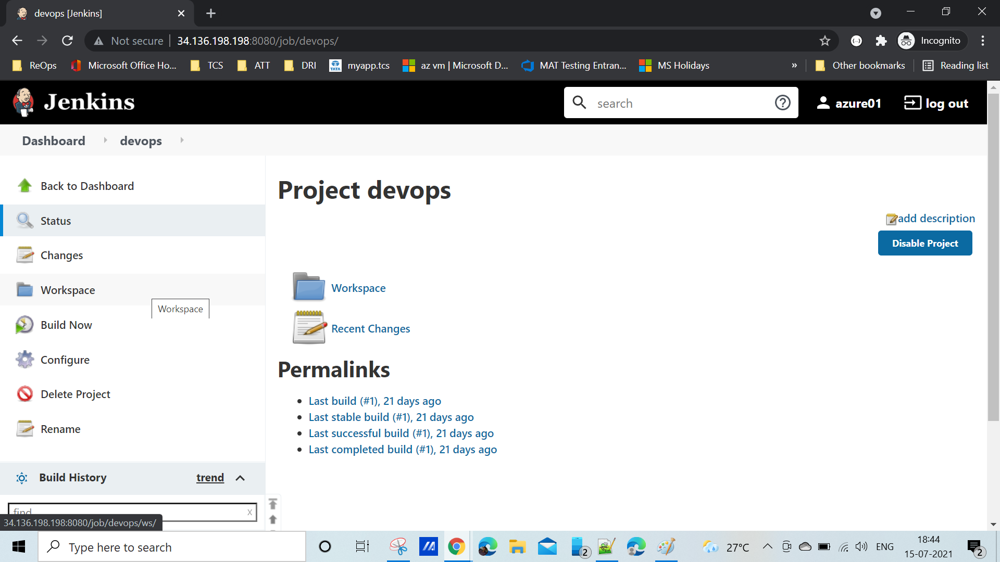 devops [Jenkins]
Not secure 34.136.198.198:8080/job/devops/
Incognito
ReOps Microsoft Office Ho... TCS ATT DRI myapp.tcs az vm | Microsoft D... MAT Testing Entran... MS Holidays » Other bookmarks Reading list
TATA
Jenkins
search
azure01
log out
Dashboard devops
Back to Dashboard
Status
Changes
Workspace
Workspace
Build Now
Configure
Delete Project
Rename
Build History trend
find x
34.136.198.198:8080/job/devops/ws/
Project devops
add description
Disable Project
Workspace
Recent Changes
Permalinks
Last build (#1), 21 days ago
Last stable build (#1), 21 days ago
Last successful build (#1), 21 days ago
Last completed build (#1), 21 days ago
Type here to search
2
27°C
ENG
18:44
15-07-2021
2